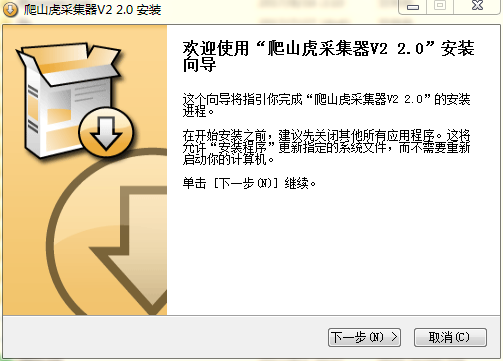 爬山虎采集器V2 2.0 安装
欢迎使用“爬山虎采集器V2 2.0”安装
向导
这个向导将指引你完成“爬山虎采集器V2 2.0”的安装
进程。
在开始安装之前，建议先关闭其他所有应用程序。这将
允许“安装程序”更新指定的系统文件，而不需要重新
启动你的计算机。
单击 [下一步(N)] 继续。
下一步(N) >
取消(C)